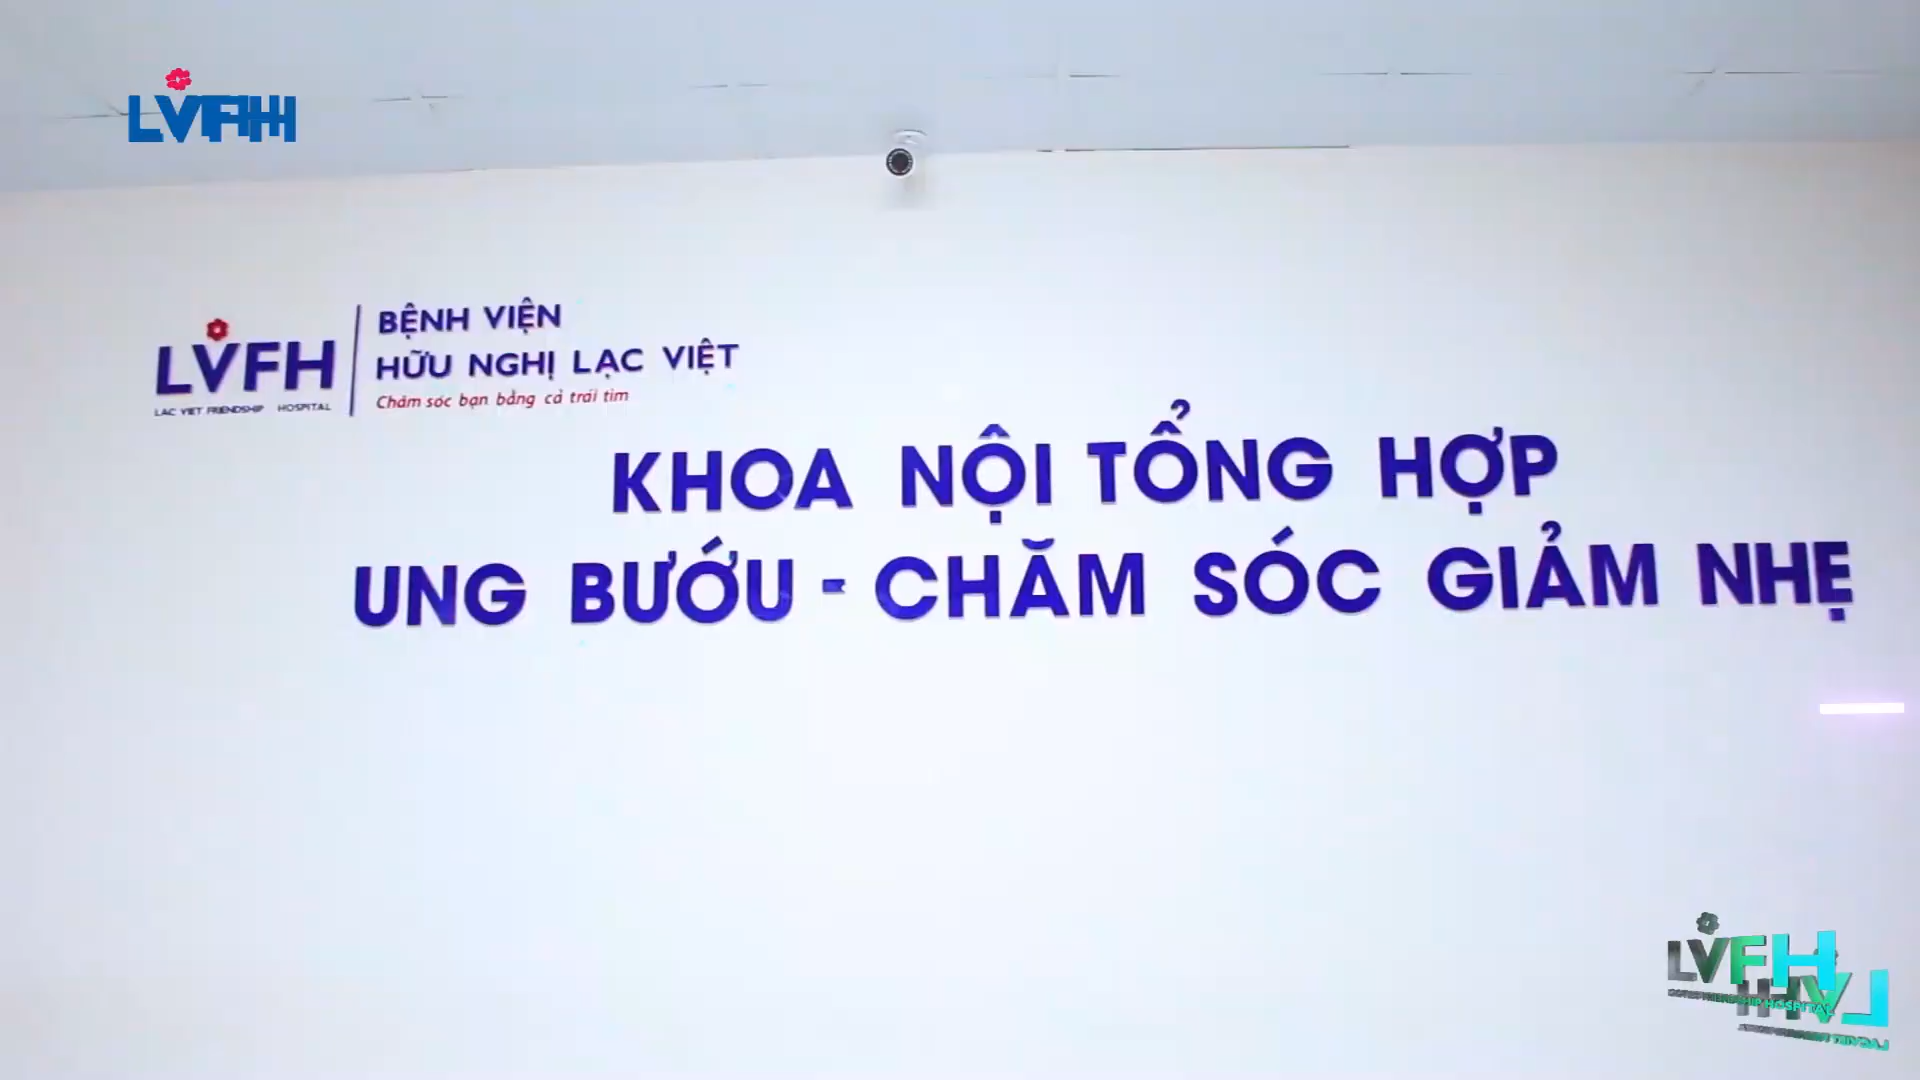 LVFH
BỆNH VIỆN
HỮU NGHỊ LẠC VIỆT
Chăm sóc bạn bằng cả trái tim
LVFH
LAC VIET FRIENDSHIP HOSPITAL
KHOA NỘI TỔNG HỢP
UNG BƯỚU - CHĂM SÓC GIẢM NHẸ
LVFH
HOSPITAL